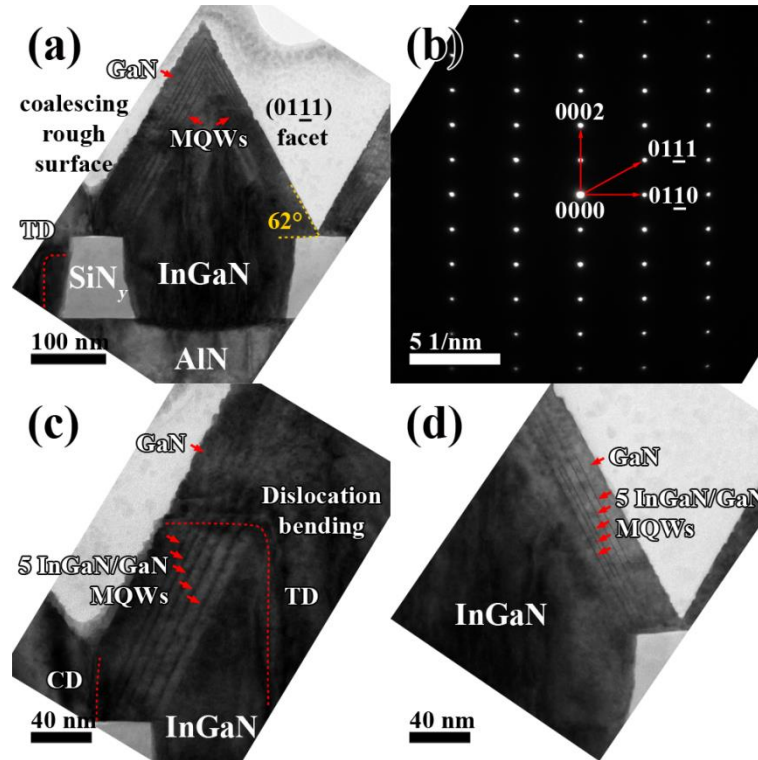 (a)
GaN
coalescing
rough
surface
(01-11)
facet
MQWs
62°
TD
SiNy
InGaN
AlN
100 nm
(b)
0002
01-11
01-10
0000
5 1/nm
(c)
GaN
Dislocation
bending
5 InGaN/GaN
MQWs
TD
CD
InGaN
40 nm
(d)
GaN
5 InGaN/GaN
MQWs
InGaN
40 nm